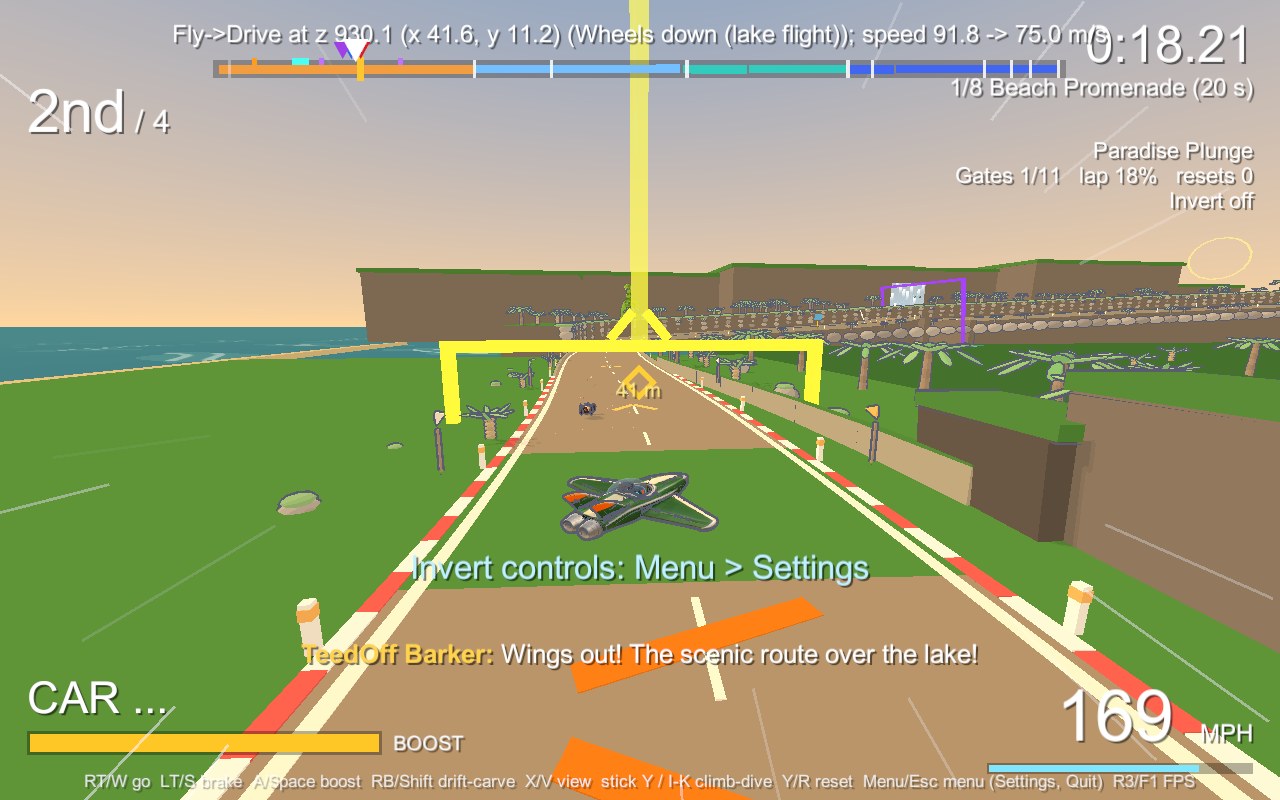 Fly->Drive at z 930.1 (x 41.6, y 11.2) (Wheels down (lake flight)); speed 91.8 -> 75.0 m/s
0:18.21
1/8 Beach Promenade (20 s)
2nd / 4
Paradise Plunge
Gates 1/11 lap 18% resets 0
Invert off
41 m
Invert controls: Menu > Settings
TeedOff Barker: Wings out! The scenic route over the lake!
CAR ...
BOOST
169 MPH
RT/W go LT/S brake A/Space boost RB/Shift drift-carve X/V view stick Y / I-K climb-dive Y/R reset Menu/Esc menu (Settings, Quit) R3/F1 FPS